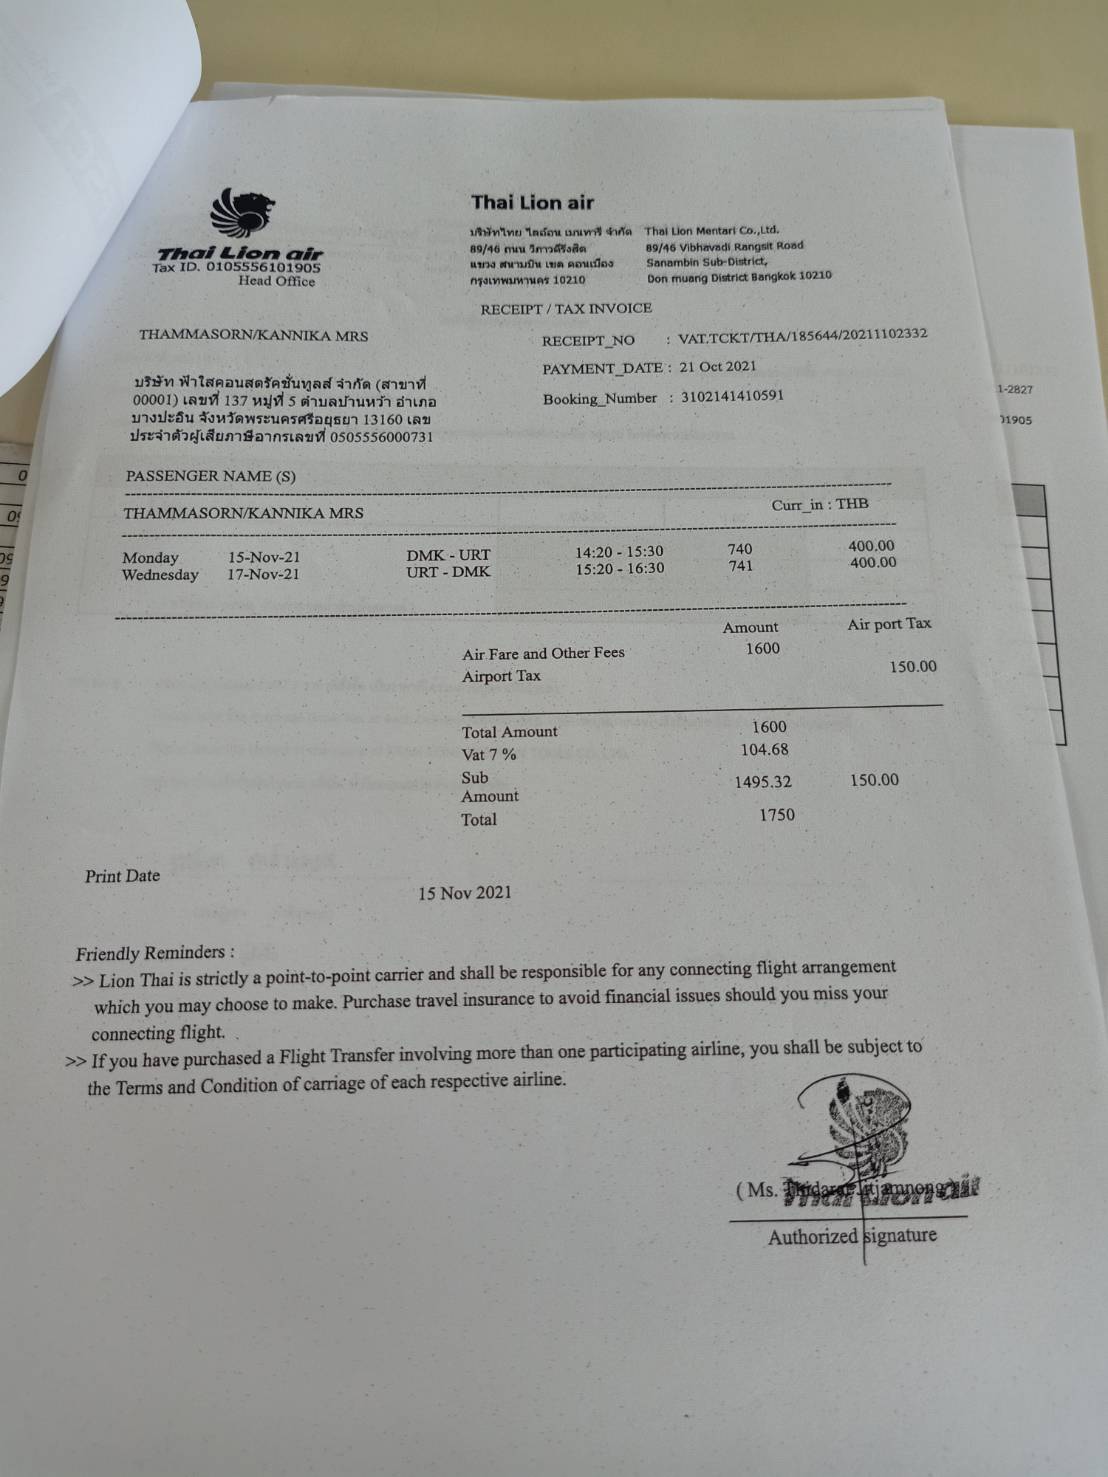 Thai Lion air
Tax ID. 0105556101905
Head Office
Thai Lion air
บริษัทไทย ไลอ้อน เมนทารี จำกัด
89/46 ถนน วิภาวดีรังสิต
แขวง สนามบิน เขต ดอนเมือง
กรุงเทพมหานคร 10210
Thai Lion Mentari Co.,Ltd.
89/46 Vibhavadi Rangsit Road
Sanambin Sub-District,
Don muang District Bangkok 10210
RECEIPT / TAX INVOICE
THAMMASORN/KANNIKA MRS
RECEIPT_NO : VAT.TCKT/THA/185644/20211102332
PAYMENT_DATE : 21 Oct 2021
Booking_Number : 3102141410591
บริษัท ฟ้าใสคอนสตรัคชั่นทูลส์ จำกัด (สาขาที่
00001) เลขที่ 137 หมู่ที่ 5 ตำบลบ้านหว้า อำเภอ
บางปะอิน จังหวัดพระนครศรีอยุธยา 13160 เลข
ประจำตัวผู้เสียภาษีอากรเลขที่ 0505556000731
1-2827
01905
PASSENGER NAME (S)
THAMMASORN/KANNIKA MRS Curr_in : THB
Monday 15-Nov-21 DMK - URT 14:20 - 15:30 740 400.00
Wednesday 17-Nov-21 URT - DMK 15:20 - 16:30 741 400.00
Amount Air port Tax
Air Fare and Other Fees 1600
Airport Tax 150.00
Total Amount 1600
Vat 7 % 104.68
Sub
Amount 1495.32 150.00
Total 1750
Print Date
15 Nov 2021
Friendly Reminders :
>> Lion Thai is strictly a point-to-point carrier and shall be responsible for any connecting flight arrangement
which you may choose to make. Purchase travel insurance to avoid financial issues should you miss your
connecting flight.
>> If you have purchased a Flight Transfer involving more than one participating airline, you shall be subject to
the Terms and Condition of carriage of each respective airline.
( Ms.
Thai Lion air
Authorized signature